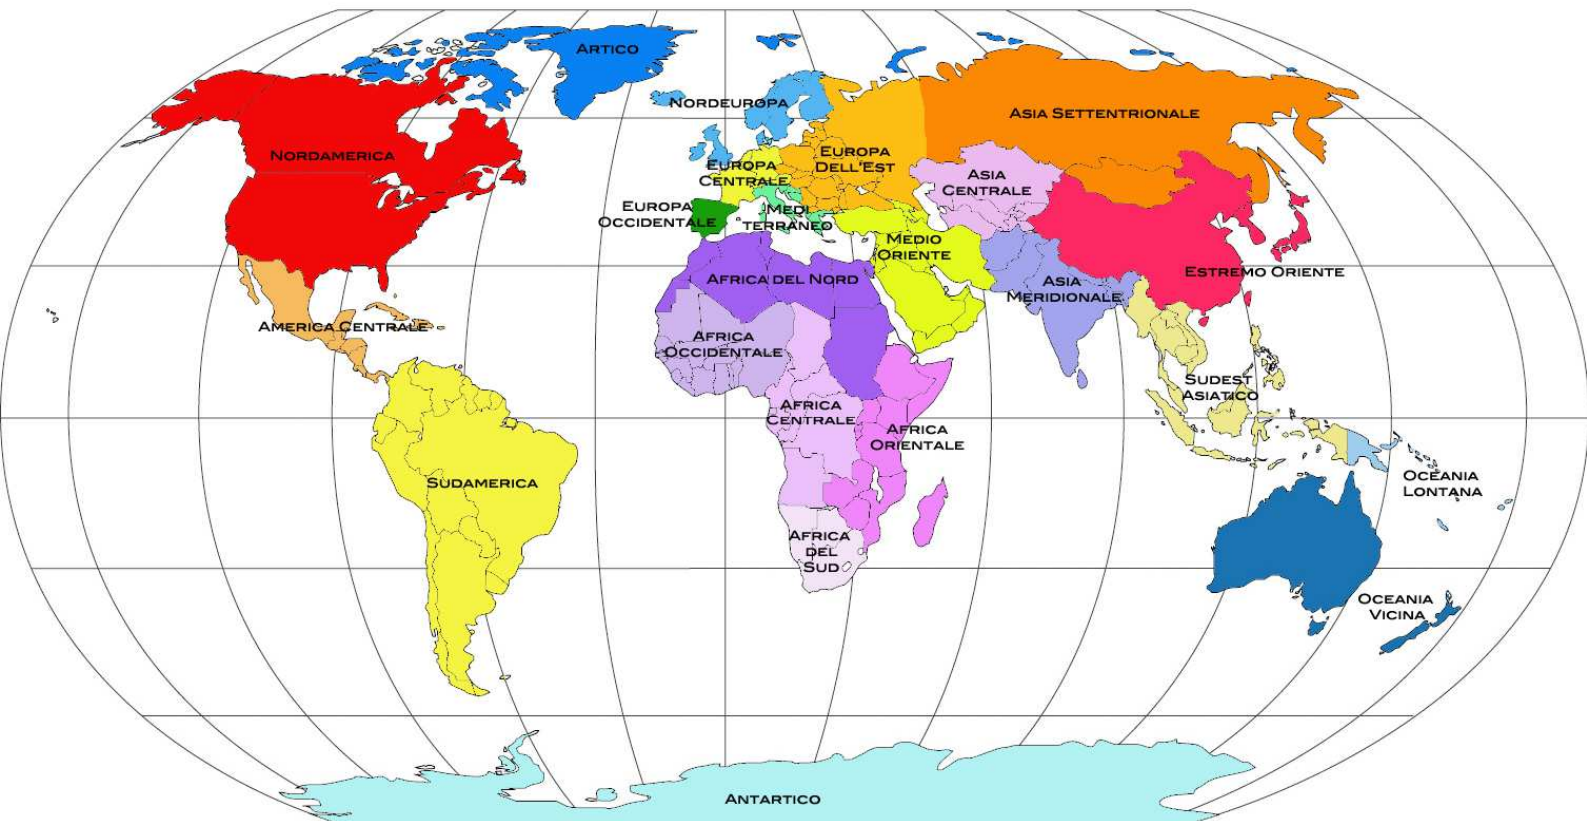 Artico
Nordeuropa
Asia Settentrionale
Nordamerica
Europa
Centrale
Europa
dell'Est
Asia
Centrale
Europa
Occidentale
Medi
terraneo
Medio
Oriente
Estremo Oriente
Africa del Nord
Asia
Meridionale
America Centrale
Africa
Occidentale
Sudest
Asiatico
Africa
Centrale
Africa
Orientale
Sudamerica
Oceania
Lontana
Africa
del
Sud
Oceania
Vicina
Antartico